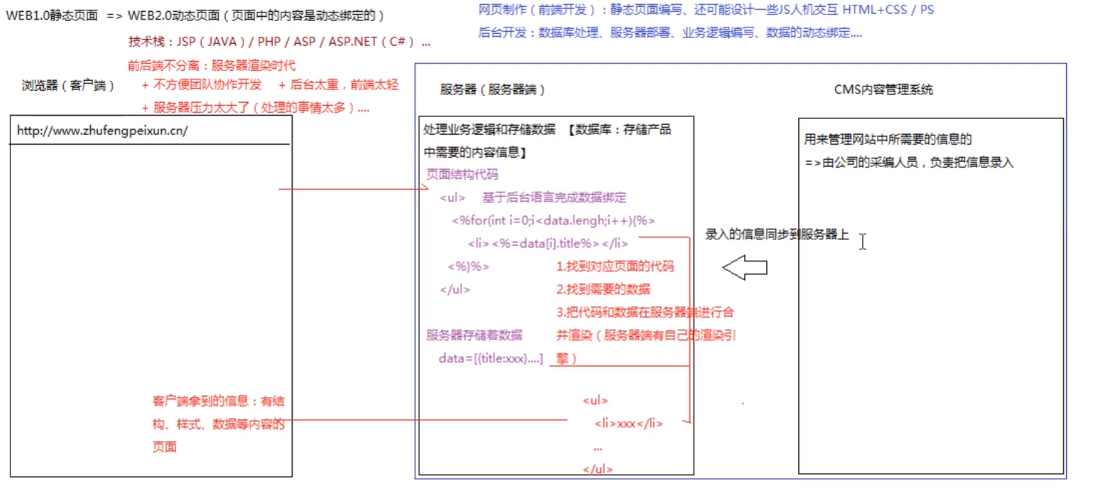 WEB1.0静态页面  => WEB2.0动态页面（页面中的内容是动态绑定的）
技术栈：JSP（JAVA）/ PHP / ASP / ASP.NET（C#） ...
前后端不分离：服务器渲染时代
+ 不方便团队协作开发   + 后台太重，前端太轻
+ 服务器压力太大了（处理的事情太多）....
网页制作（前端开发）：静态页面编写、还可能设计一些JS人机交互 HTML+CSS / PS
后台开发：数据库处理、服务器部署、业务逻辑编写、数据的动态绑定....
浏览器（客户端）
http://www.zhufengpeixun.cn/
客户端拿到的信息：有结
构、样式、数据等内容的
页面
服务器（服务器端）
处理业务逻辑和存储数据 【数据库：存储产品
中需要的内容信息】
页面结构代码
<ul>   基于后台语言完成数据绑定
<%for(int i=0;i<data.lengh;i++){%>
<li><%=data[i].title%></li>
<%}%>
</ul>
1.找到对应页面的代码
2.找到需要的数据
3.把代码和数据在服务器端进行合
并渲染（服务器端有自己的渲染引
擎）
服务器存储着数据
data=[{title:xxx}....]
<ul>
<li>xxx</li>
...
</ul>
录入的信息同步到服务器上
CMS内容管理系统
用来管理网站中所需要的信息的
=>由公司的采编人员，负责把信息录入